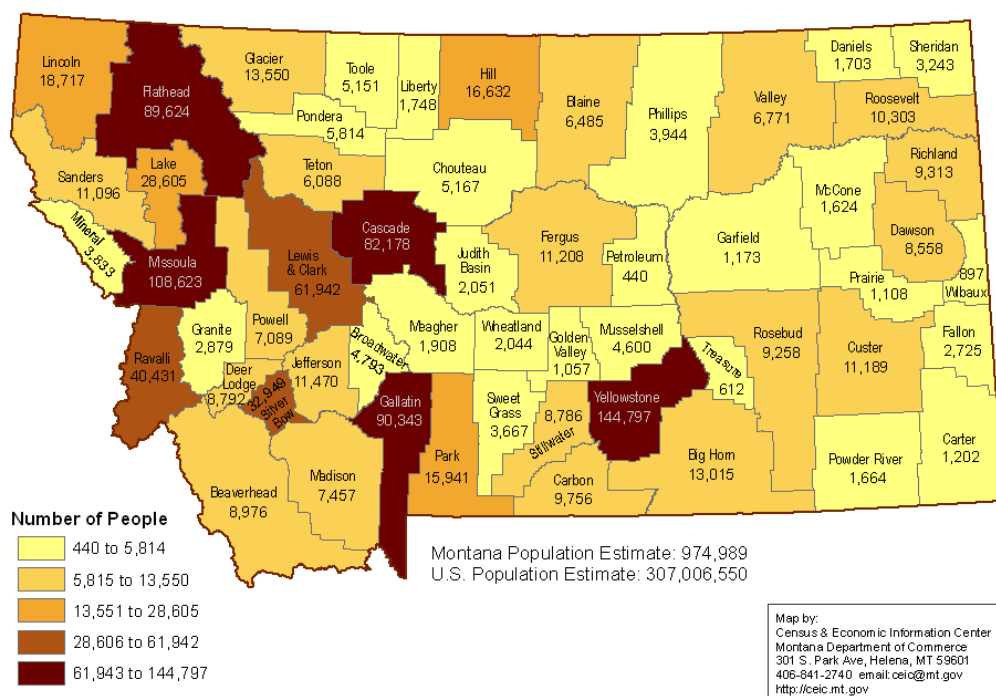 Lincoln
18,717
Flathead
89,624
Glacier
13,550
Toole
5,151
Liberty
1,748
Hill
16,632
Blaine
6,485
Phillips
3,944
Valley
6,771
Daniels
1,703
Sheridan
3,243
Roosevelt
10,303
Pondera
5,814
Sanders
11,096
Lake
28,605
Teton
6,088
Chouteau
5,167
Richland
9,313
McCone
1,624
Dawson
8,558
Mineral
3,833
Mssoula
108,623
Lewis
& Clark
61,942
Cascade
82,178
Judith
Basin
2,051
Fergus
11,208
Petroleum
440
Garfield
1,173
Prairie
1,108
897
Wibaux
Ravalli
40,431
Granite
2,879
Powell
7,089
Deer
Lodge
8,792
32,949
Silver
Bow
Jefferson
11,470
Broadwater
4,793
Meagher
1,908
Wheatland
2,044
Golden
Valley
1,057
Musselshell
4,600
Treasure
612
Rosebud
9,258
Custer
11,189
Fallon
2,725
Beaverhead
8,976
Madison
7,457
Gallatin
90,343
Park
15,941
Sweet
Grass
3,667
8,786
Stillwater
Yellowstone
144,797
Carbon
9,756
Big Horn
13,015
Powder River
1,664
Carter
1,202
Number of People
440 to 5,814
5,815 to 13,550
13,551 to 28,605
28,606 to 61,942
61,943 to 144,797
Montana Population Estimate: 974,989
U.S. Population Estimate: 307,006,550
Map by:
Census & Economic Information Center
Montana Department of Commerce
301 S. Park Ave, Helena, MT 59601
406-841-2740 email:ceic@mt.gov
http://ceic.mt.gov